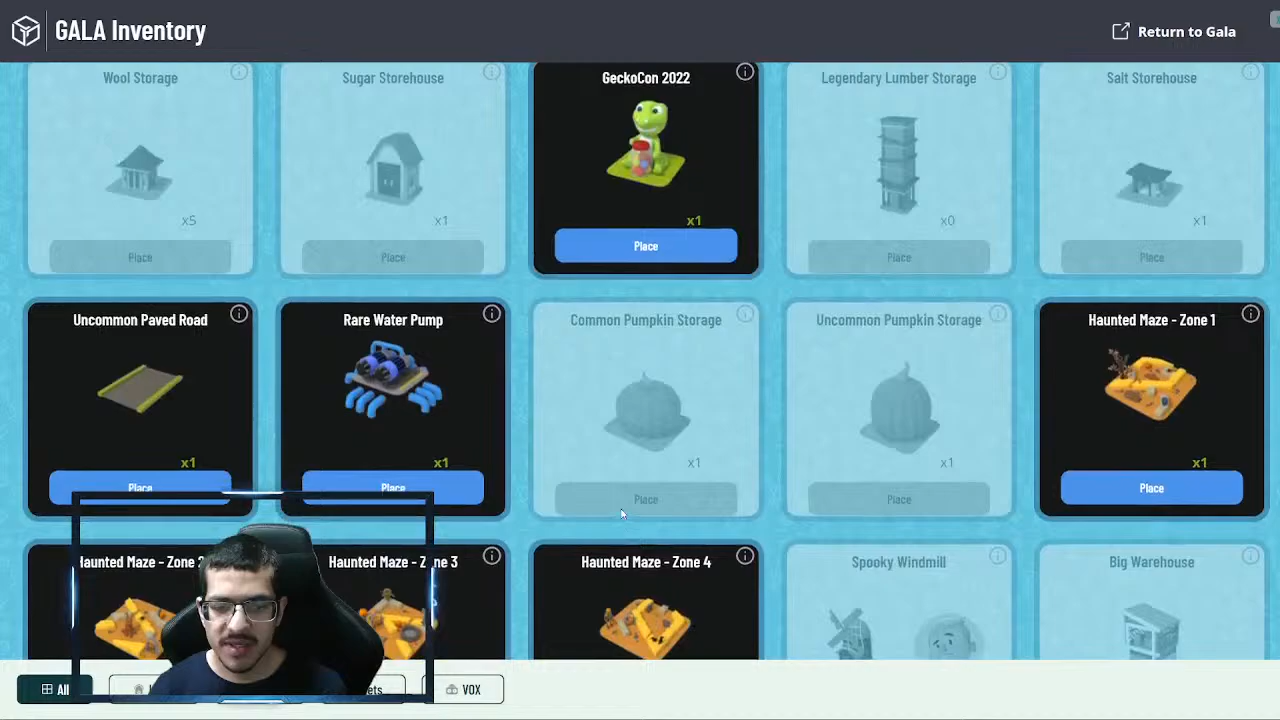 GALA Inventory
Return to Gala
Wool Storage
x5
Place
Sugar Storehouse
x1
Place
GeckoCon 2022
x1
Place
Legendary Lumber Storage
x0
Place
Salt Storehouse
x1
Place
Uncommon Paved Road
x1
Place
Rare Water Pump
x1
Place
Common Pumpkin Storage
x1
Place
Uncommon Pumpkin Storage
x1
Place
Haunted Maze - Zone 1
x1
Place
Haunted Maze - Zone
Haunted Maze - Zone 3
Haunted Maze - Zone 4
Spooky Windmill
Big Warehouse
All
VOX